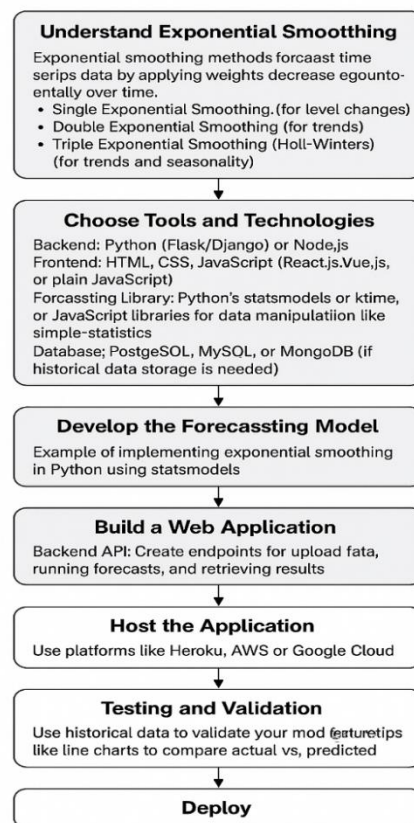 Understand Exponential Smootthing
Exponential smoothing methods forcaast time
serips data by applying weights decrease egounto-
entally over time.
• Single Exponential Smoothing.(for level changes)
• Double Exponential Smoothing (for trends)
• Triple Exponential Smoothing (Holl-Winters)
(for trends and seasonality)
Choose Tools and Technologies
Backend: Python (Flask/Django) or Node,js
Frontend: HTML, CSS, JavaScript (React.js.Vue,js,
or plain JavaScript)
Forcassting Library: Python's statsmodels or ktime,
or JavaScript libraries for data manipulatiion like
simple-statistics
Database; PostgeSOL, MySQL, or MongoDB (if
historical data storage is needed)
Develop the Forecassting Model
Example of implementing exponential smoothing
in Python using statsmodels
Build a Web Application
Backend API: Create endpoints for upload fata,
running forecasts, and retrieving results
Host the Application
Use platforms like Heroku, AWS or Google Cloud
Testing and Validation
Use historical data to validate your mod
like line charts to compare actual vs, predicted
Deploy